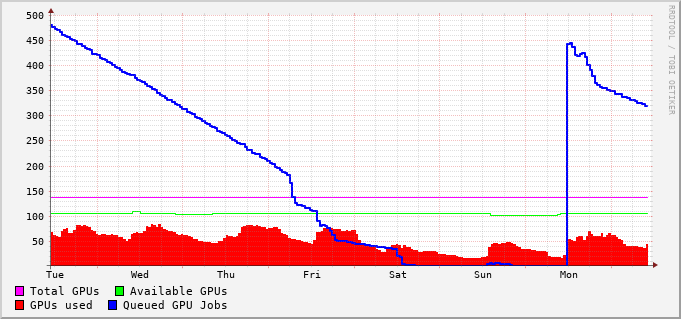 500
450
400
350
300
250
200
150
100
50
Tue Wed Thu Fri Sat Sun Mon
Total GPUs Available GPUs
GPUs used Queued GPU Jobs
RRDTOOL / TOBI OETIKER